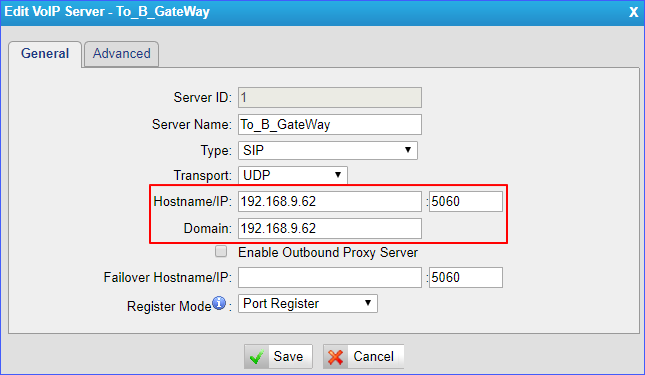 Edit VoIP Server - To_B_GateWay X
General Advanced
Server ID: 1
Server Name: To_B_GateWay
Type: SIP
Transport: UDP
Hostname/IP: 192.168.9.62 :5060
Domain: 192.168.9.62
Enable Outbound Proxy Server
Failover Hostname/IP: :5060
Register Mode i : Port Register
Save Cancel